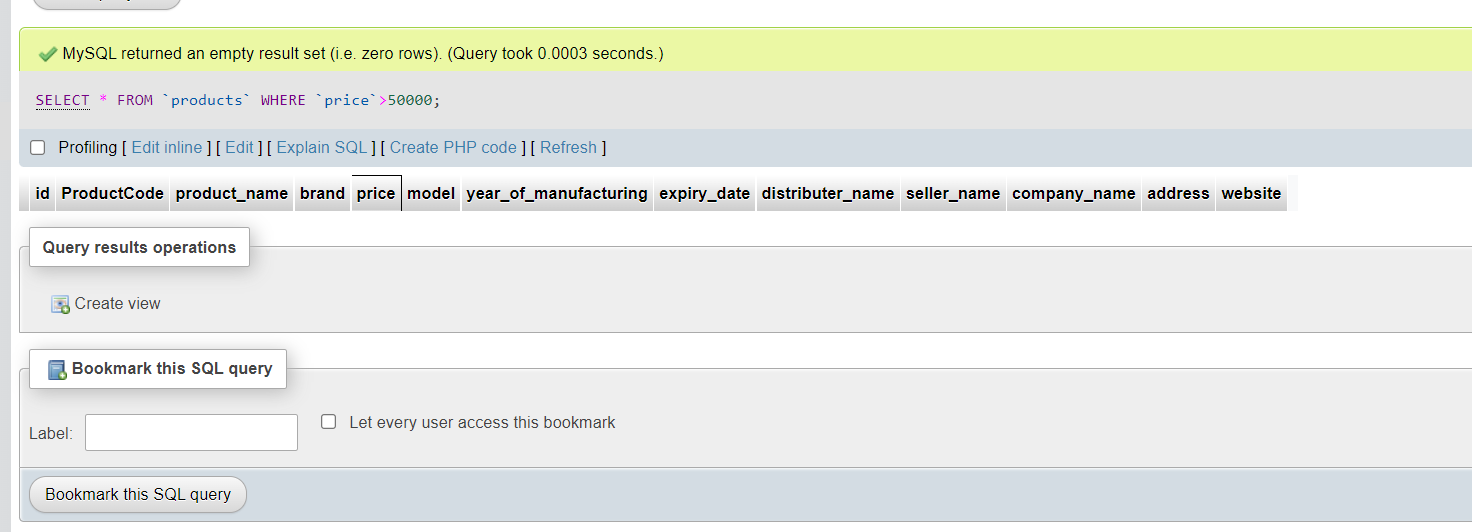 MySQL returned an empty result set (i.e. zero rows). (Query took 0.0003 seconds.)
SELECT * FROM `products` WHERE `price`>50000;
Profiling [ Edit inline ] [ Edit ] [ Explain SQL ] [ Create PHP code ] [ Refresh ]
id ProductCode product_name brand price model year_of_manufacturing expiry_date distributer_name seller_name company_name address website
Query results operations
Create view
Bookmark this SQL query
Label: Let every user access this bookmark
Bookmark this SQL query